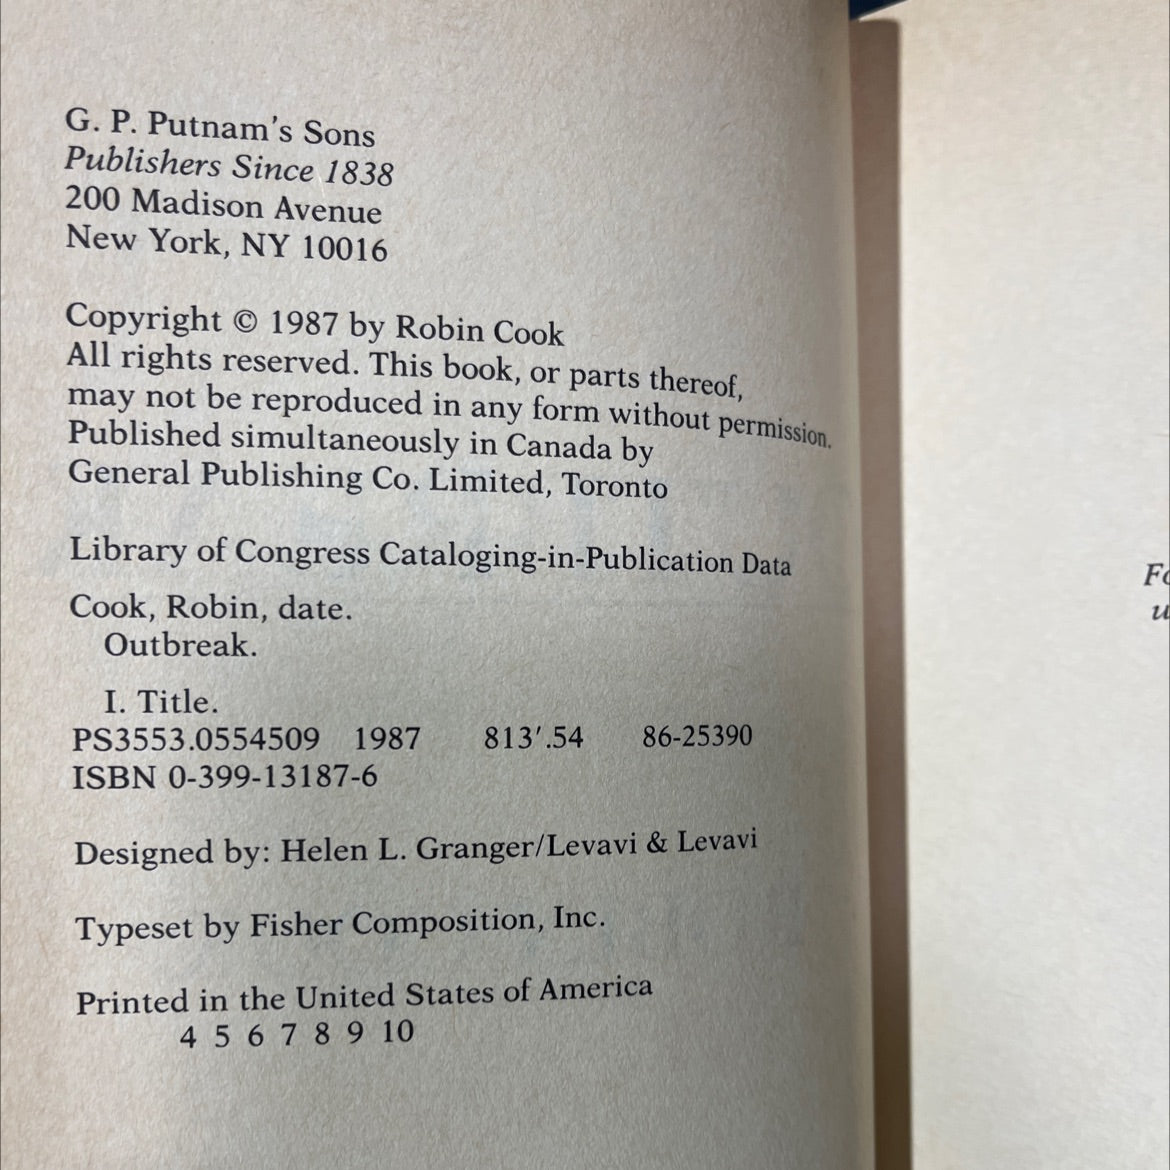 G. P. Putnam's Sons
Publishers Since 1838
200 Madison Avenue
New York, NY 10016
Copyright © 1987 by Robin Cook
All rights reserved. This book, or parts thereof,
may not be reproduced in any form without permission.
Published simultaneously in Canada by
General Publishing Co. Limited, Toronto
Library of Congress Cataloging-in-Publication Data
Cook, Robin, date.
Outbreak.
I. Title.
PS3553.0554509 1987 813'.54 86-25390
ISBN 0-399-13187-6
Designed by: Helen L. Granger/Levavi & Levavi
Typeset by Fisher Composition, Inc.
Printed in the United States of America
4 5 6 7 8 9 10